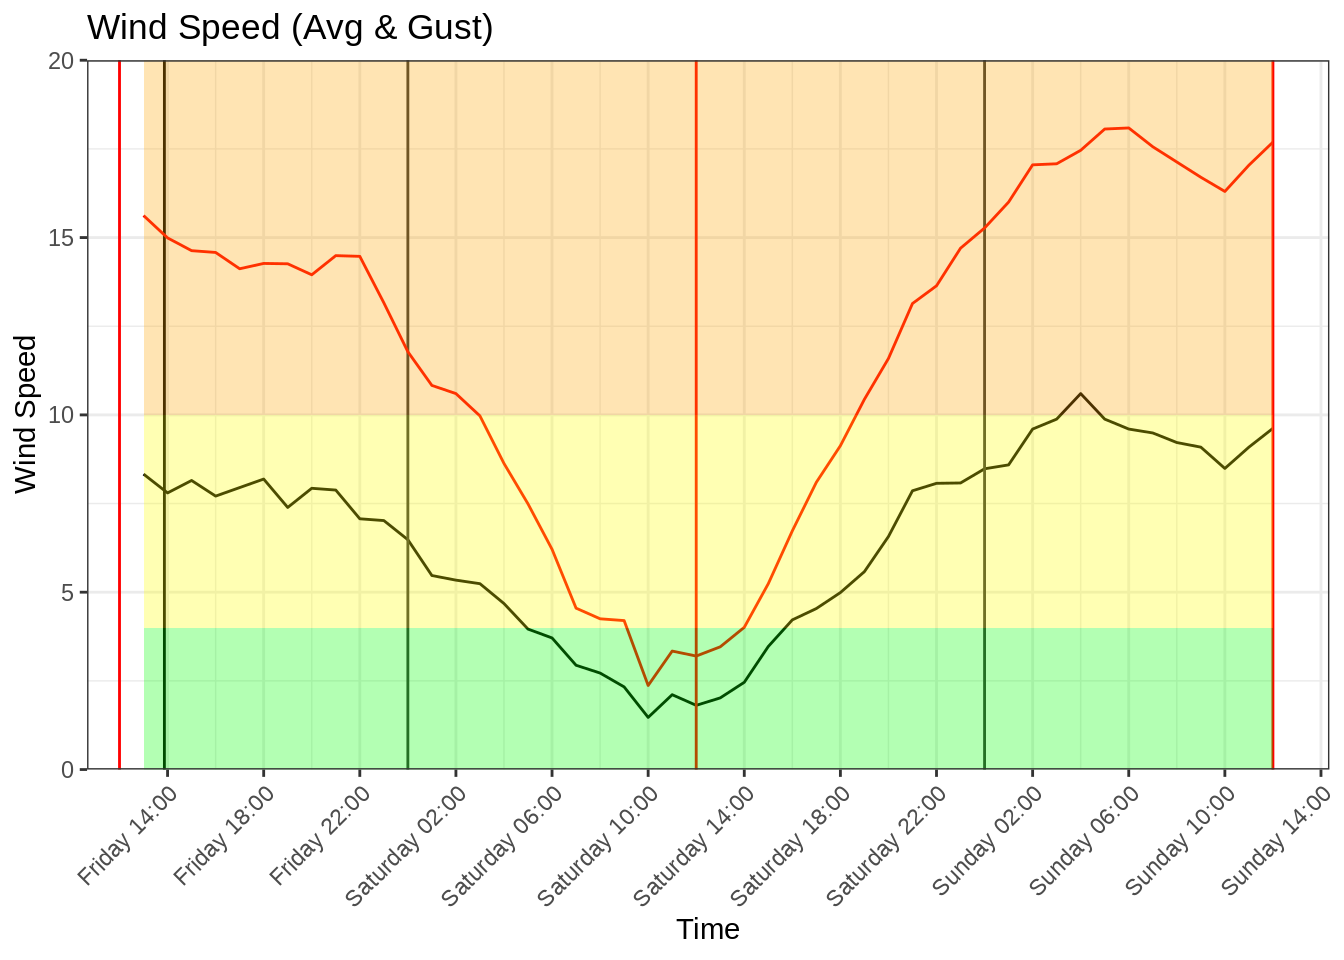 Wind Speed (Avg & Gust)
20
15
10
5
0
Wind Speed
Friday 14:00
Friday 18:00
Friday 22:00
Saturday 02:00
Saturday 06:00
Saturday 10:00
Saturday 14:00
Saturday 18:00
Saturday 22:00
Sunday 02:00
Sunday 06:00
Sunday 10:00
Sunday 14:00
Time